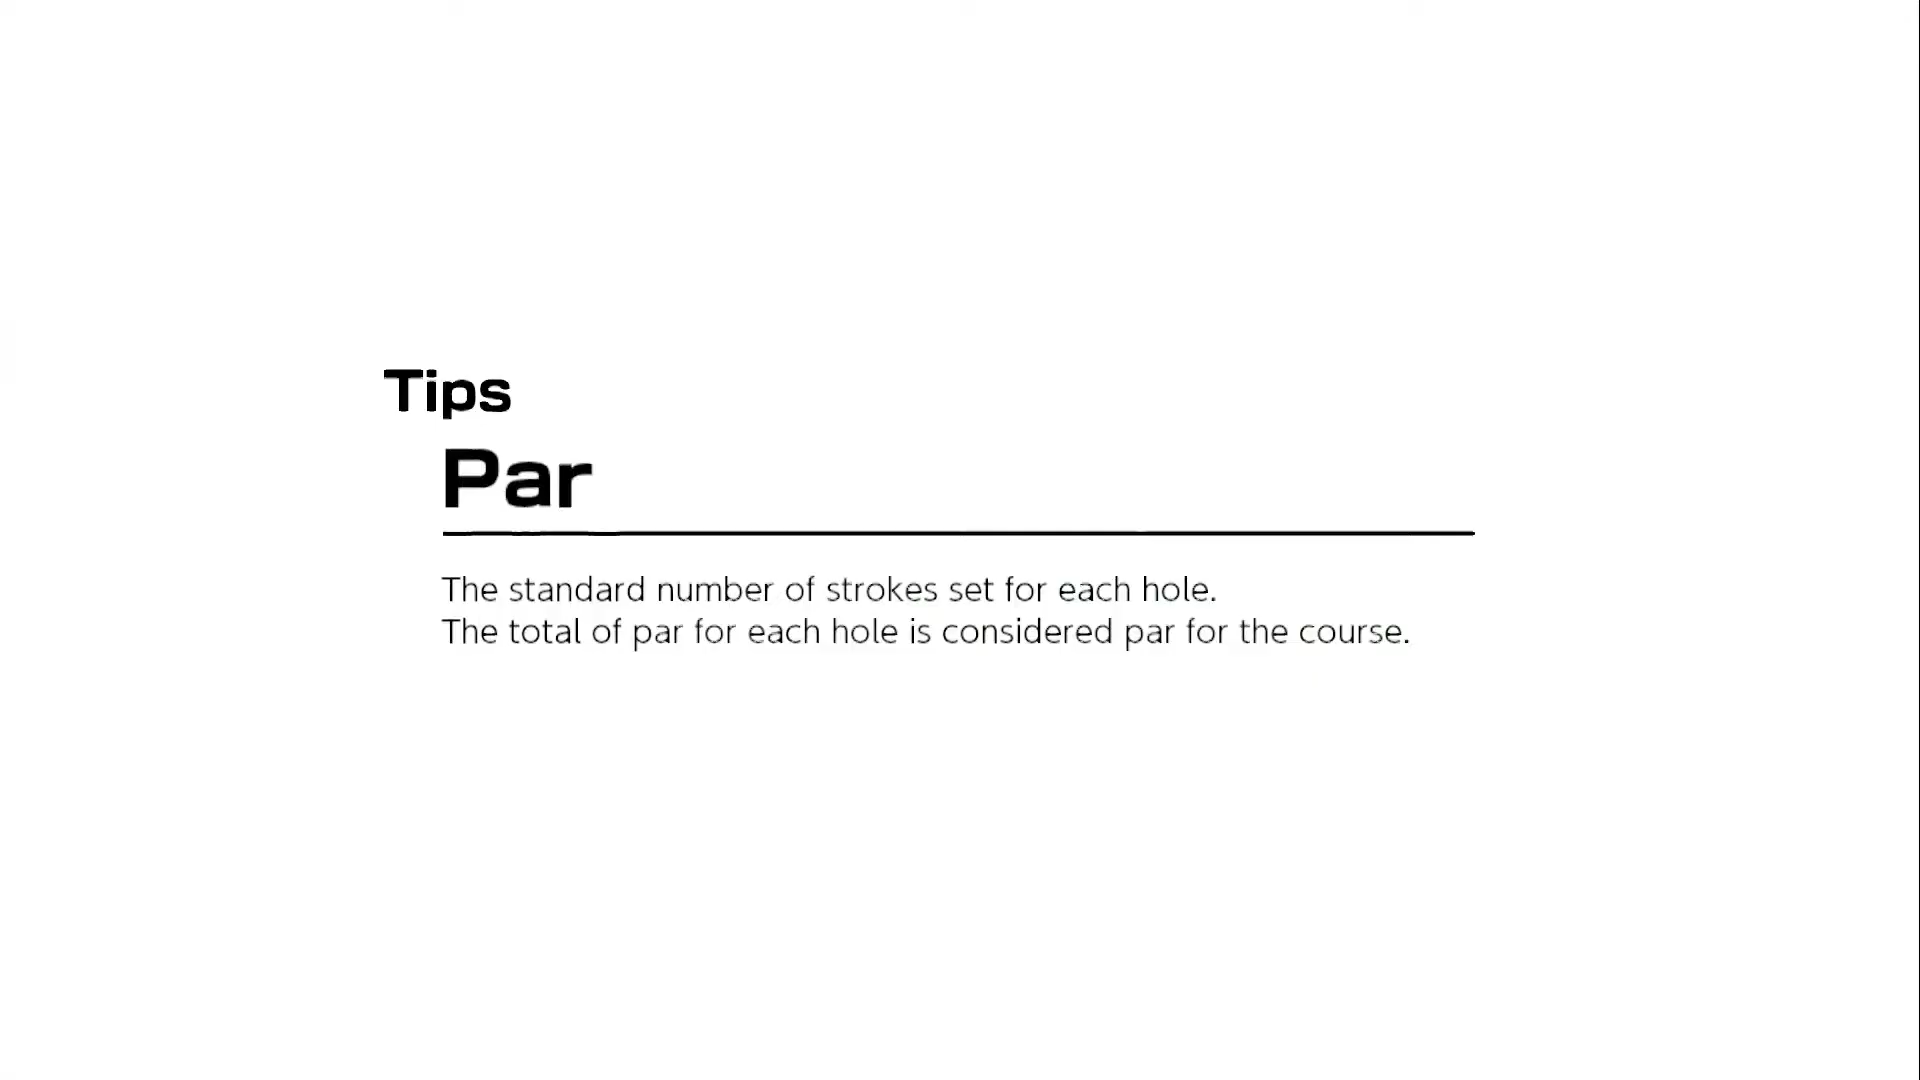 Tips
Par
The standard number of strokes set for each hole.
The total of par for each hole is considered par for the course.